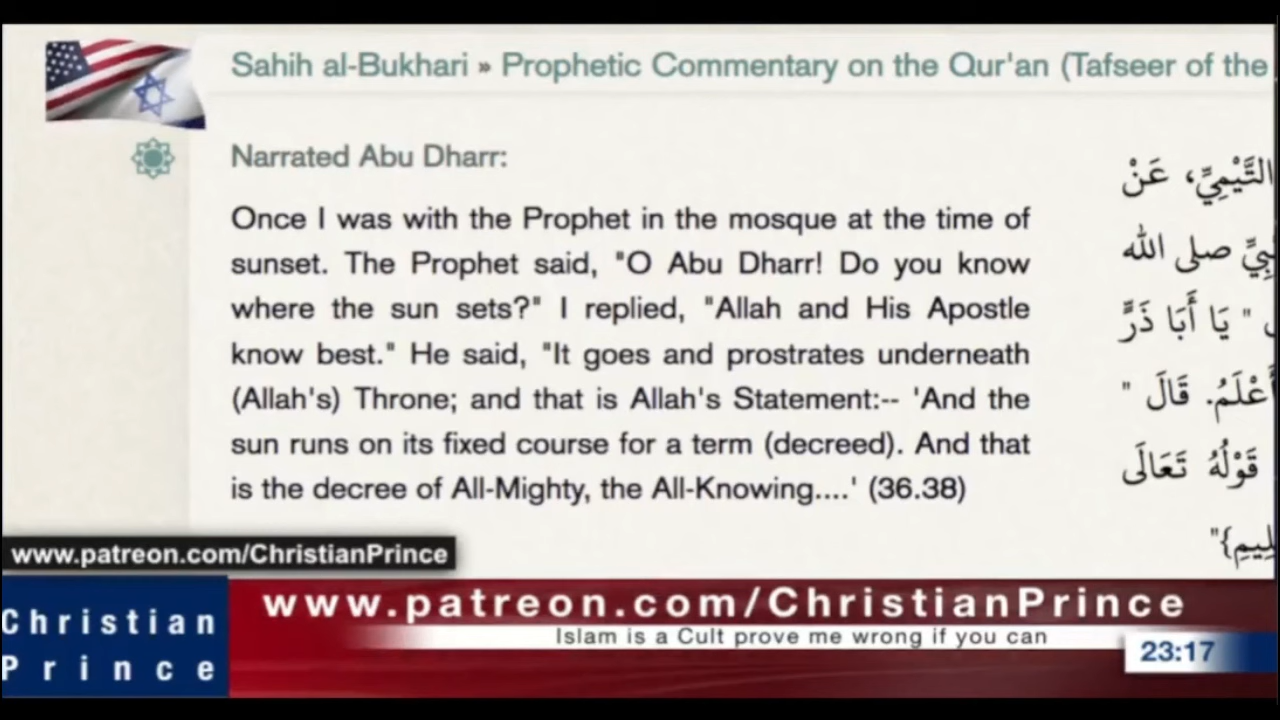 Sahih al-Bukhari » Prophetic Commentary on the Qur'an (Tafseer of the
Narrated Abu Dharr:
Once I was with the Prophet in the mosque at the time of
sunset. The Prophet said, "O Abu Dharr! Do you know
where the sun sets?" I replied, "Allah and His Apostle
know best." He said, "It goes and prostrates underneath
(Allah's) Throne; and that is Allah's Statement:-- 'And the
sun runs on its fixed course for a term (decreed). And that
is the decree of All-Mighty, the All-Knowing....' (36.38)
التَّيْمِيِّ، عَنْ
صلى الله
" يَا أَبَا ذَرٍّ
أَعْلَمُ. قَالَ "
قَوْلُهُ تَعَالَى
www.patreon.com/ChristianPrince
Christian
Prince
www.patreon.com/ChristianPrince
Islam is a Cult prove me wrong if you can
23:17